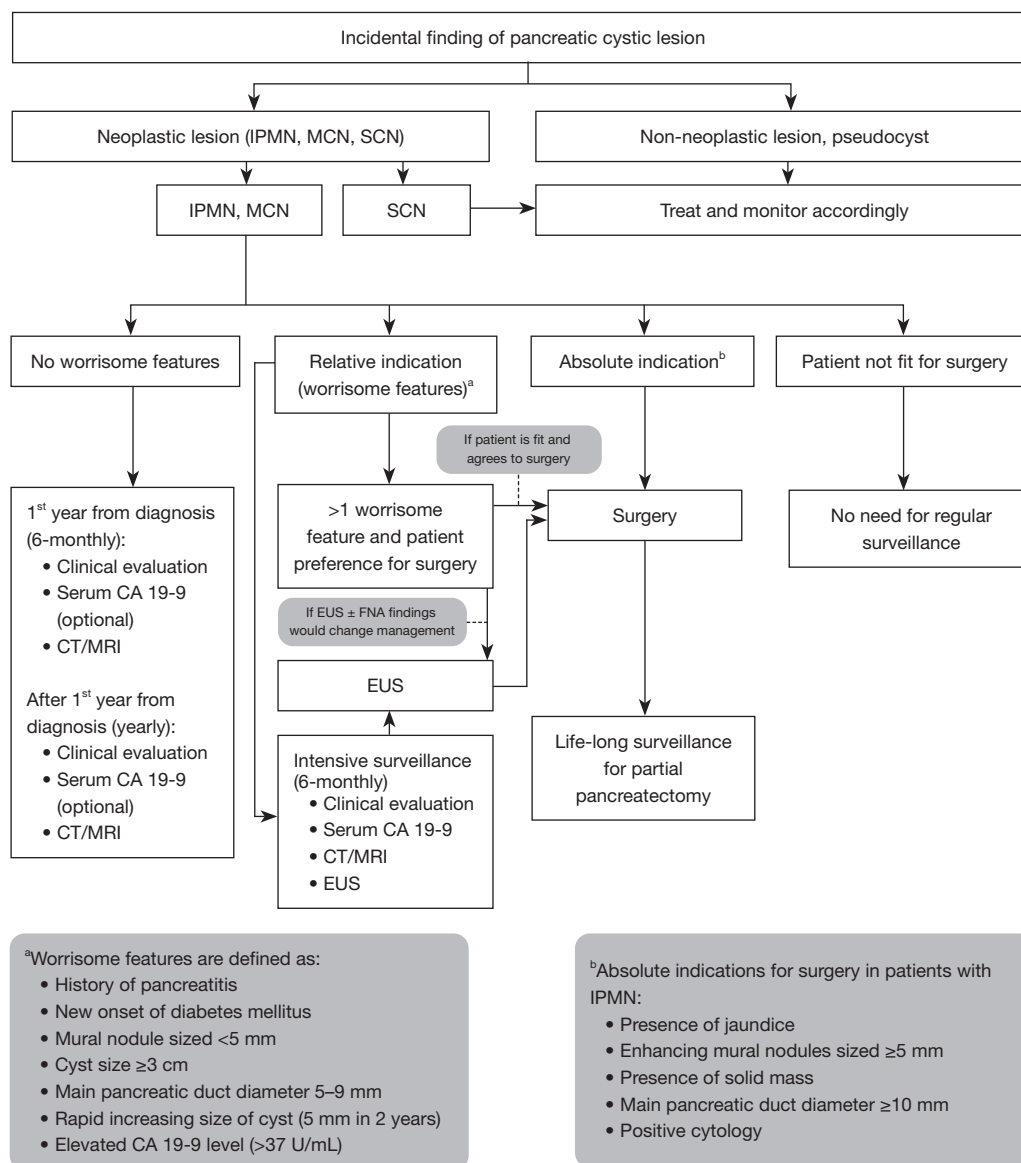 Incidental finding of pancreatic cystic lesion
Neoplastic lesion (IPMN, MCN, SCN)
Non-neoplastic lesion, pseudocyst
IPMN, MCN
SCN
Treat and monitor accordingly
No worrisome features
Relative indication
(worrisome features)ᵃ
Absolute indicationᵇ
Patient not fit for surgery
If patient is fit and
agrees to surgery
1ˢᵗ year from diagnosis
(6-monthly):
• Clinical evaluation
• Serum CA 19-9
(optional)
• CT/MRI
After 1ˢᵗ year from
diagnosis (yearly):
• Clinical evaluation
• Serum CA 19-9
(optional)
• CT/MRI
>1 worrisome
feature and patient
preference for surgery
Surgery
No need for regular
surveillance
If EUS ± FNA findings
would change management
EUS
Intensive surveillance
(6-monthly)
• Clinical evaluation
• Serum CA 19-9
• CT/MRI
• EUS
Life-long surveillance
for partial
pancreatectomy
ᵃWorrisome features are defined as:
• History of pancreatitis
• New onset of diabetes mellitus
• Mural nodule sized <5 mm
• Cyst size ≥3 cm
• Main pancreatic duct diameter 5–9 mm
• Rapid increasing size of cyst (5 mm in 2 years)
• Elevated CA 19-9 level (>37 U/mL)
ᵇAbsolute indications for surgery in patients with
IPMN:
• Presence of jaundice
• Enhancing mural nodules sized ≥5 mm
• Presence of solid mass
• Main pancreatic duct diameter ≥10 mm
• Positive cytology